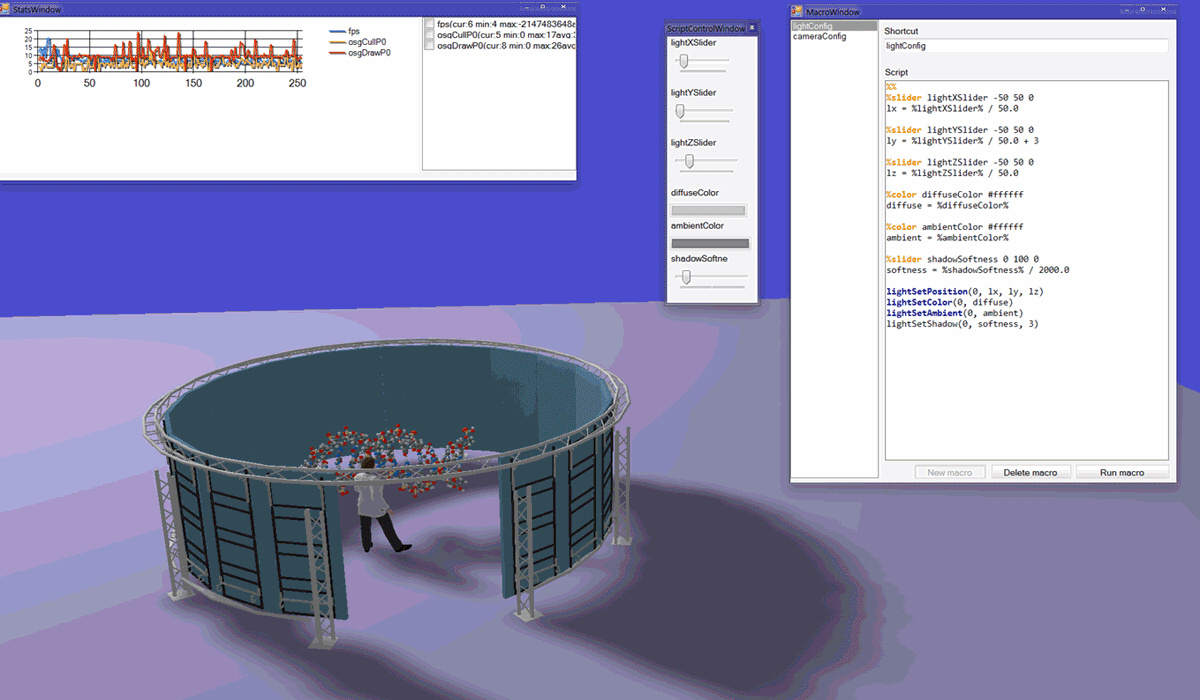 StatsWindow
25
20
15
10
5
0
0 50 100 150 200 250
fps
osgCullP0
osgDrawP0
fps(cur:6 min:4 max:-2147483648a
osgCullP0(cur:5 min:0 max:17avg:
osgDrawP0(cur:8 min:0 max:26avg
ScriptControlWindow
lightXSlider
lightYSlider
lightZSlider
diffuseColor
ambientColor
shadowSoftne
MacroWindow
lightConfig
cameraConfig
Shortcut
lightConfig
Script
%%
%slider lightXSlider -50 50 0
lx = %lightXSlider% / 50.0
%slider lightYSlider -50 50 0
ly = %lightYSlider% / 50.0 + 3
%slider lightZSlider -50 50 0
lz = %lightZSlider% / 50.0
%color diffuseColor #ffffff
diffuse = %diffuseColor%
%color ambientColor #ffffff
ambient = %ambientColor%
%slider shadowSoftness 0 100 0
softness = %shadowSoftness% / 2000.0
lightSetPosition(0, lx, ly, lz)
lightSetColor(0, diffuse)
lightSetAmbient(0, ambient)
lightSetShadow(0, softness, 3)
New macro
Delete macro
Run macro